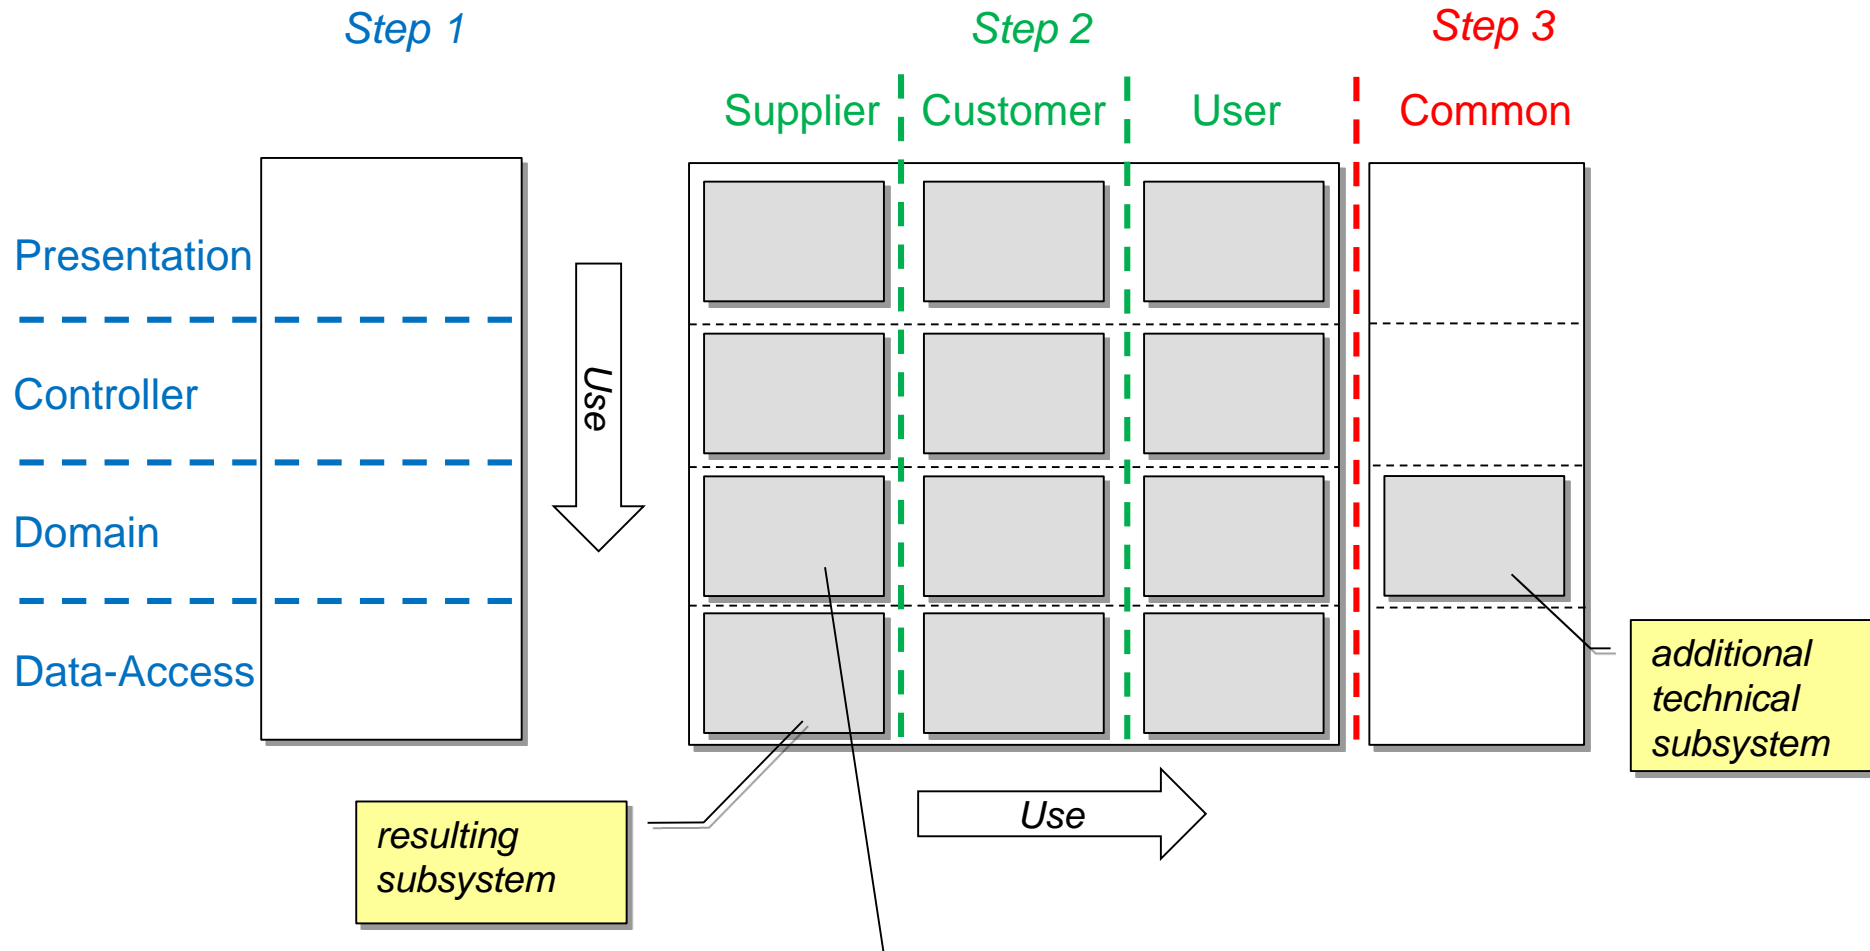 Step 1
Step 2
Step 3
Supplier
Customer
User
Common
Presentation
Controller
Domain
Data-Access
Use
additional
technical
subsystem
Use
resulting
subsystem